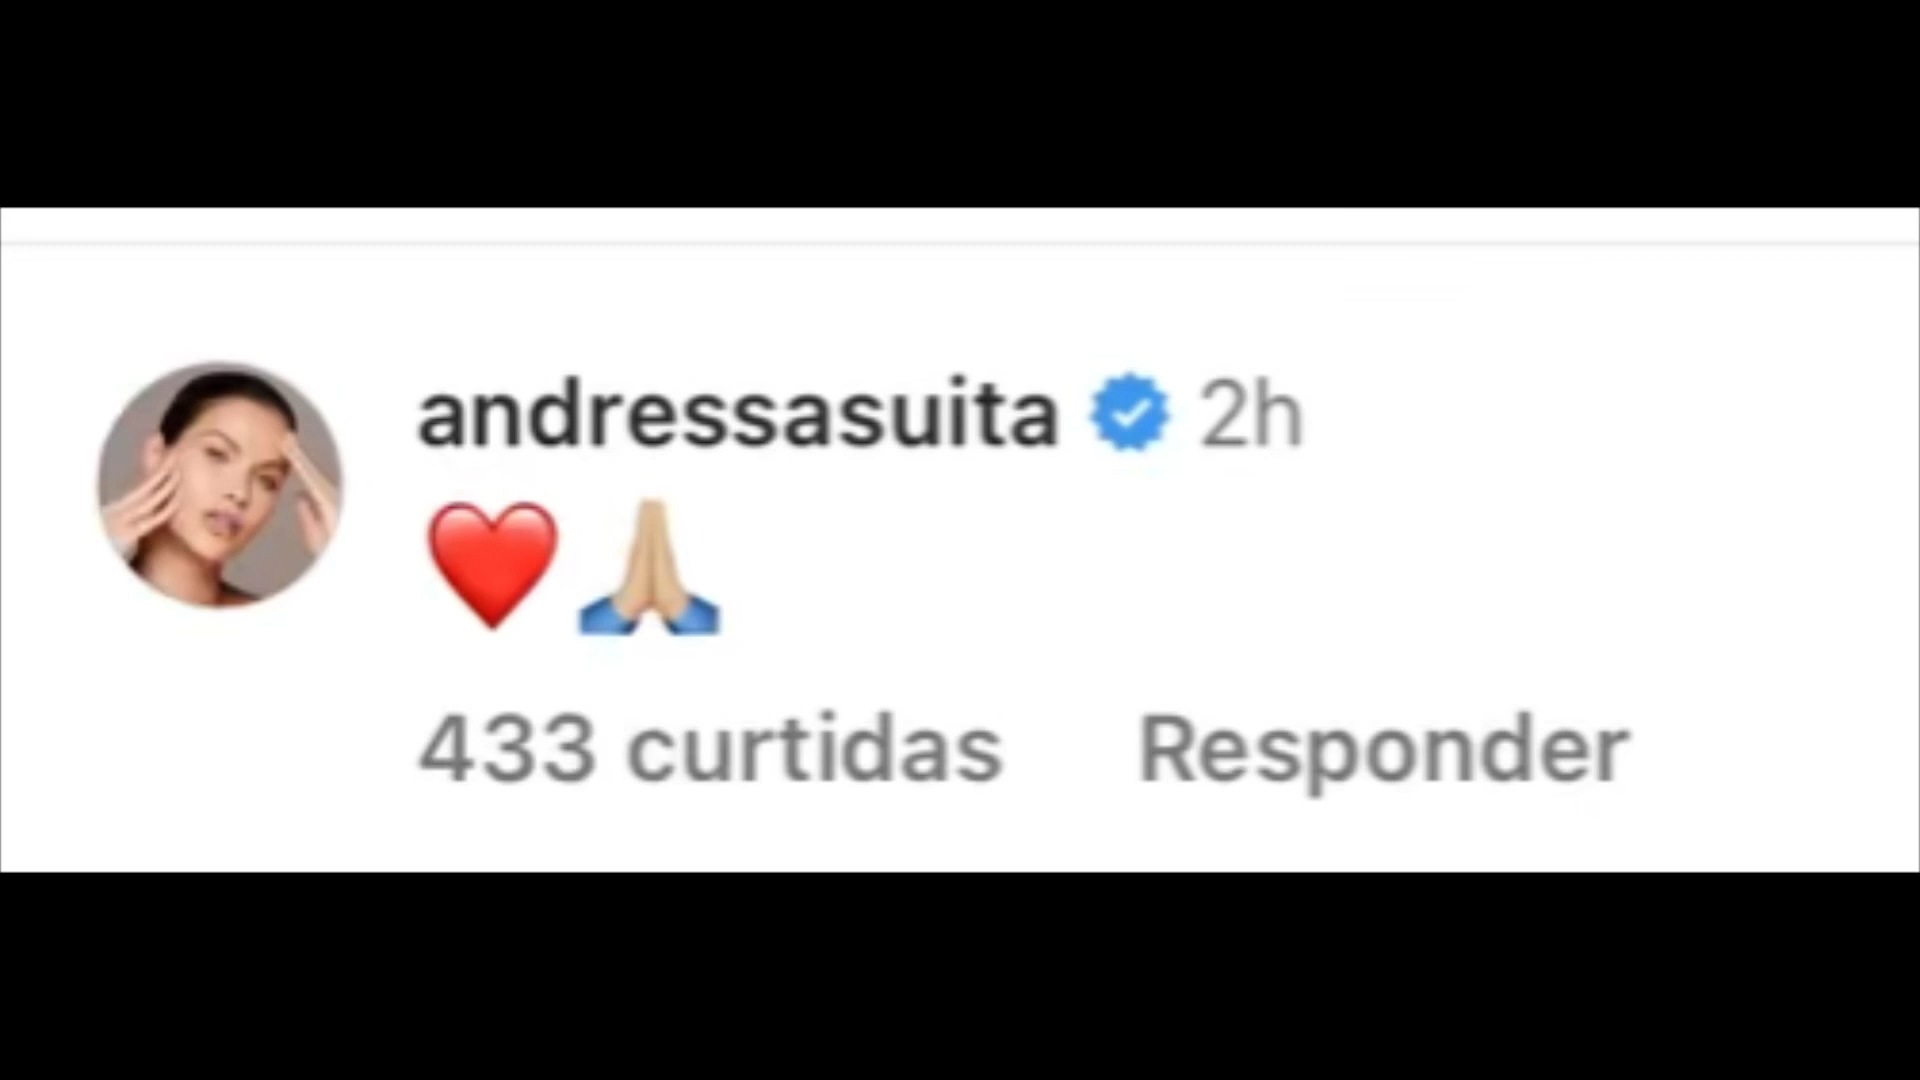 andressasuita 2h
❤️🙏🏼
433 curtidas Responder